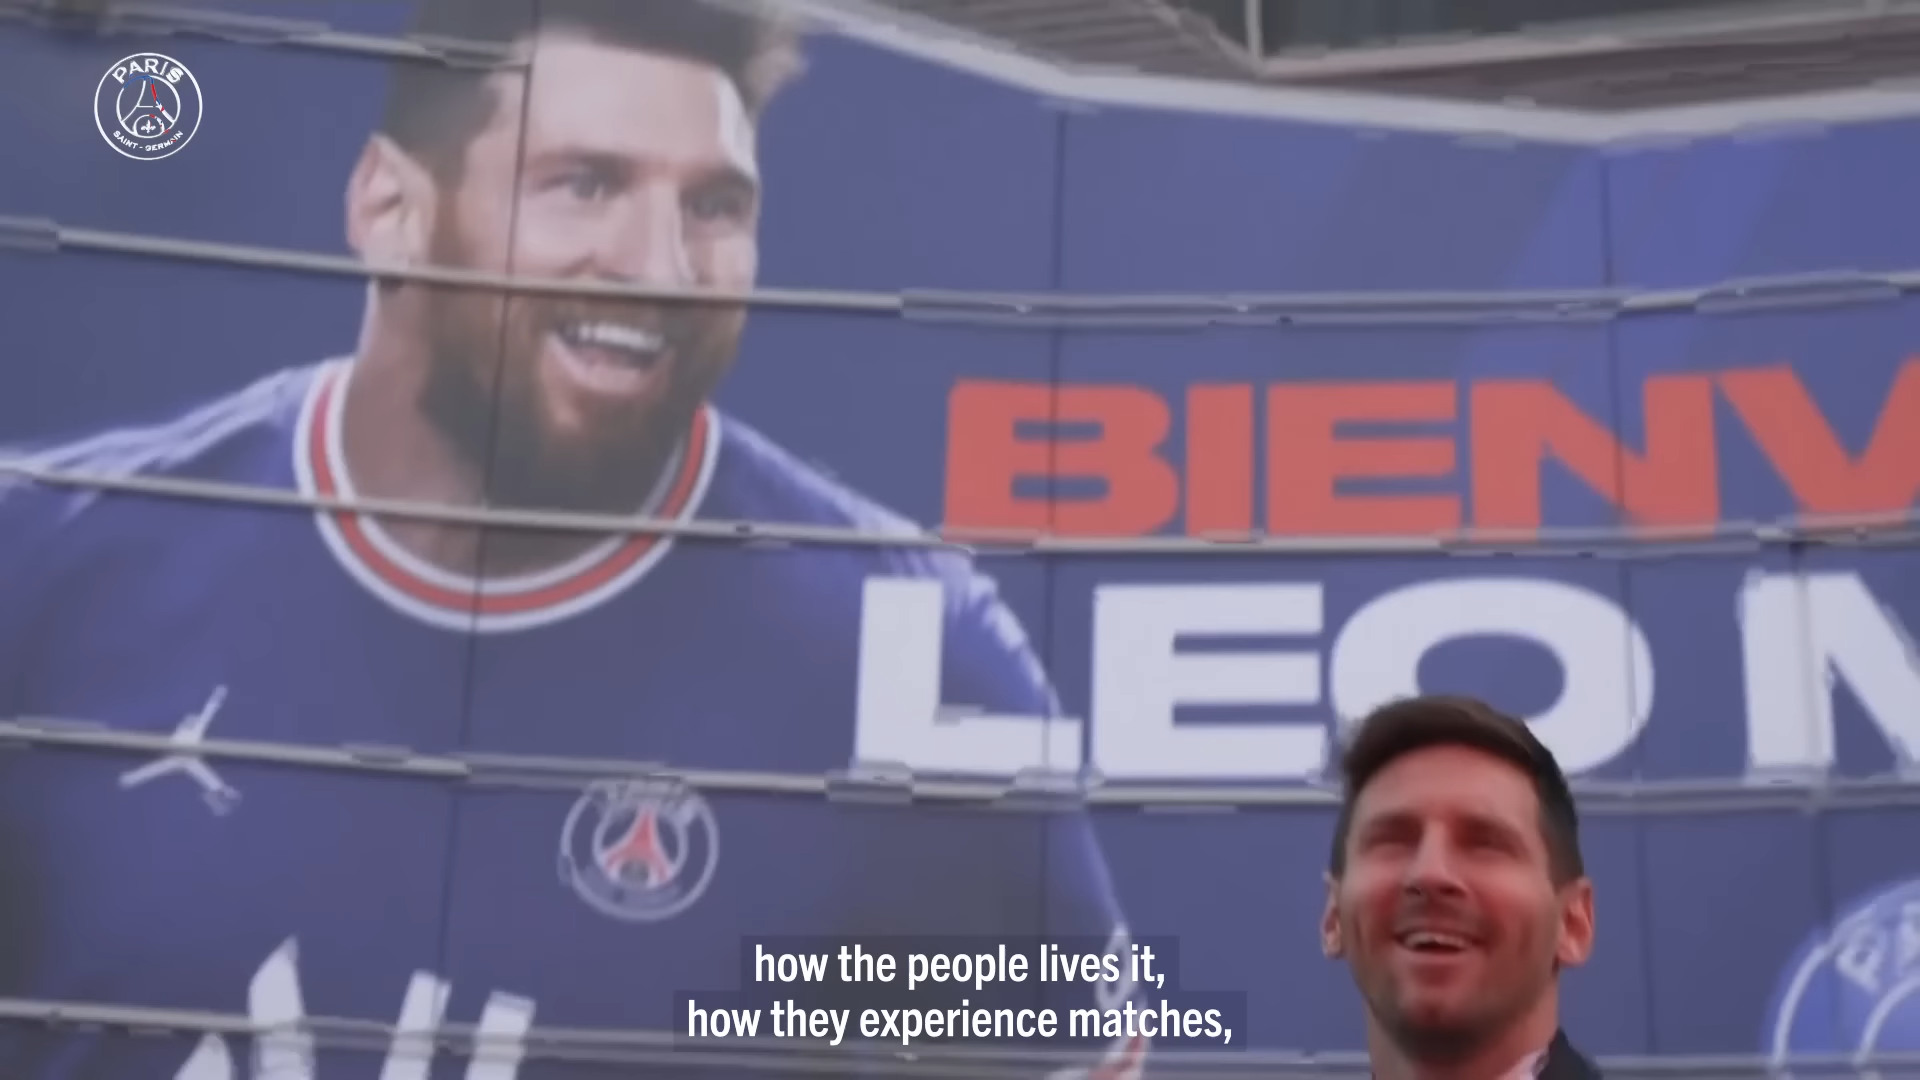 PARIS
SAINT-GERMAIN
BIENV
LEO M
how the people lives it,
how they experience matches,